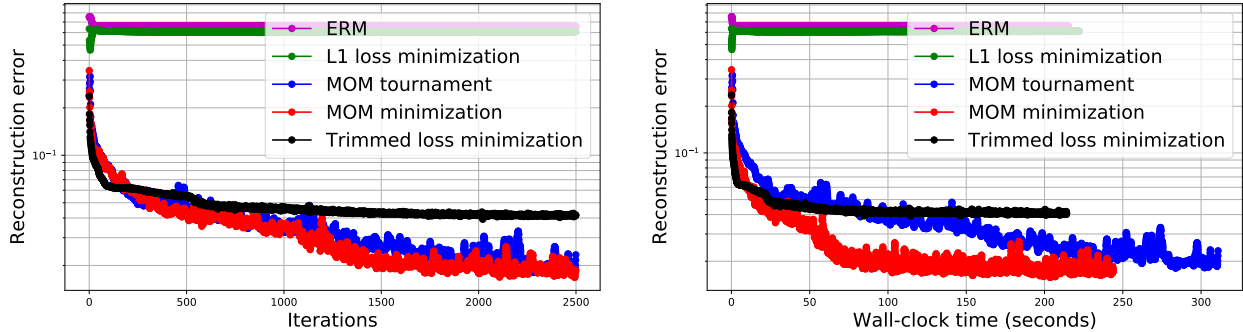 Reconstruction error
10⁻¹
ERM
L1 loss minimization
MOM tournament
MOM minimization
Trimmed loss minimization
0 500 1000 1500 2000 2500
Iterations
Reconstruction error
10⁻¹
ERM
L1 loss minimization
MOM tournament
MOM minimization
Trimmed loss minimization
0 50 100 150 200 250 300
Wall-clock time (seconds)